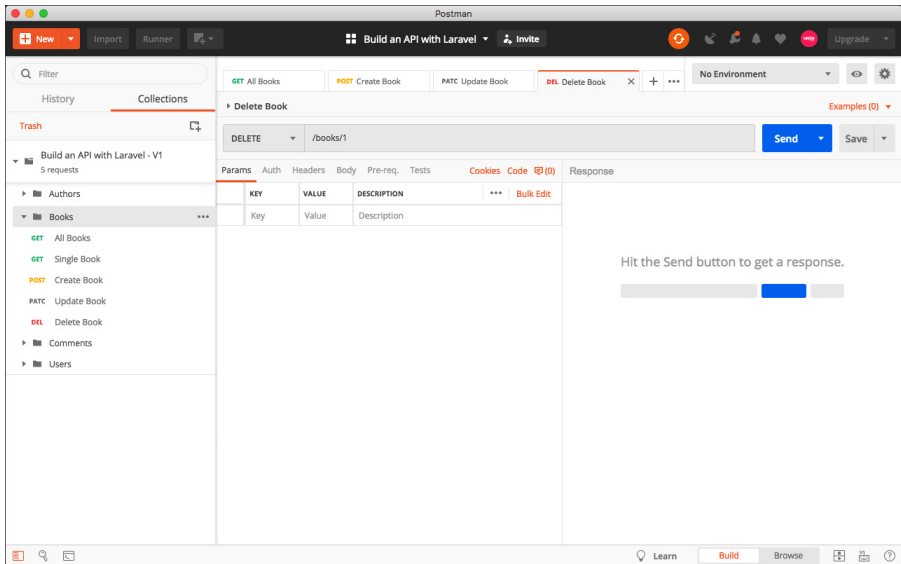 Postman
New Import Runner Build an API with Laravel Invite Upgrade
Filter
History Collections
Trash
Build an API with Laravel - V1
5 requests
Authors
Books
GET All Books
GET Single Book
POST Create Book
PATC Update Book
DEL Delete Book
Comments
Users
GET All Books POST Create Book PATC Update Book DEL Delete Book No Environment
Delete Book Examples (0)
DELETE /books/1 Send Save
Params Auth Headers Body Pre-req. Tests Cookies Code (0) Response
KEY VALUE DESCRIPTION Bulk Edit
Key Value Description
Hit the Send button to get a response.
Learn Build Browse